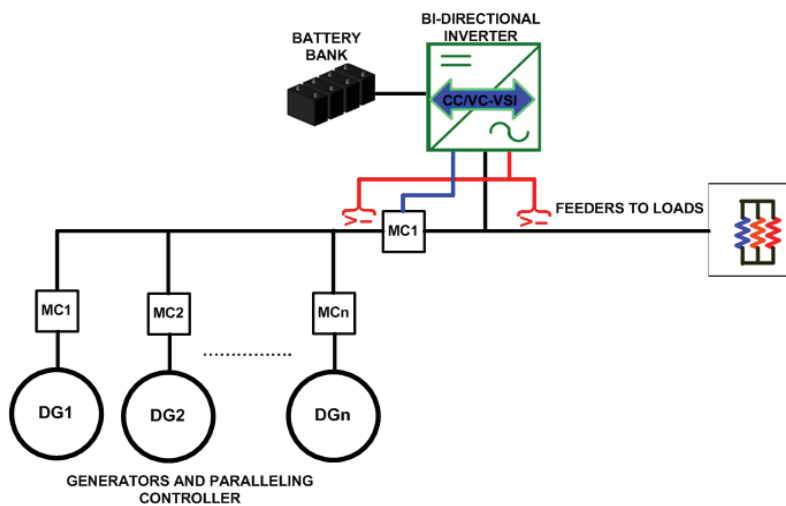 BI-DIRECTIONAL
INVERTER
BATTERY
BANK
CC/VC-VSI
V I
V I
FEEDERS TO LOADS
MC1
MC1
MC2
MCn
DG1
DG2
DGn
GENERATORS AND PARALLELING
CONTROLLER